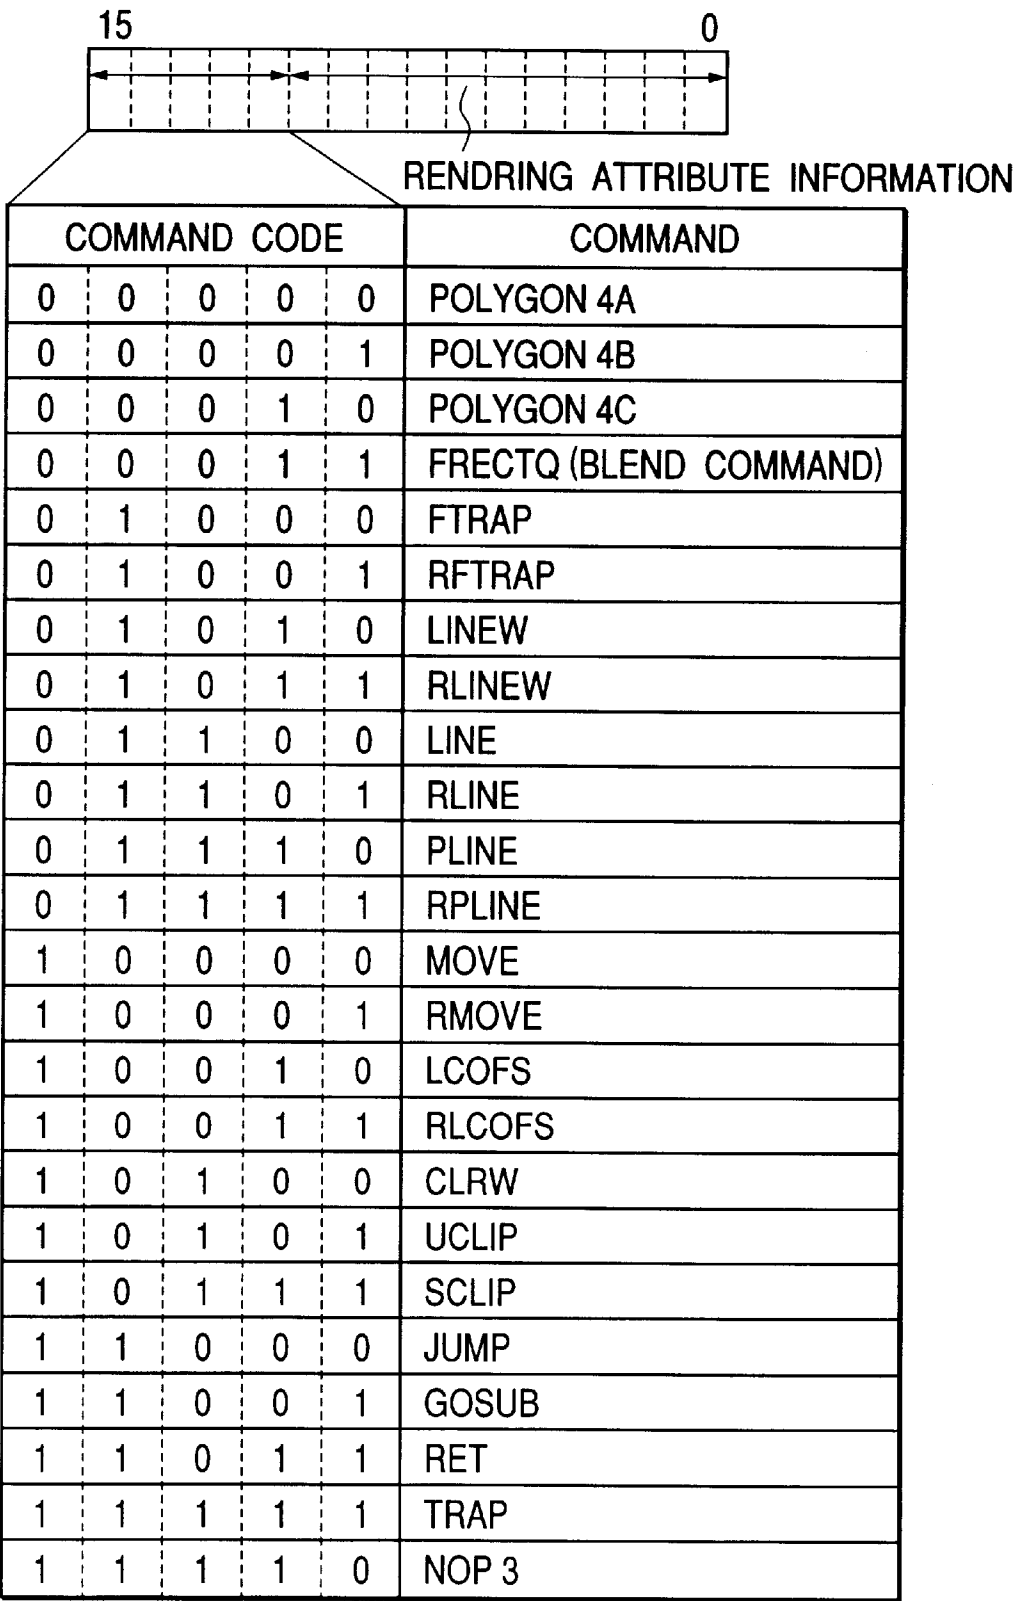 15 0
RENDRING ATTRIBUTE INFORMATION
COMMAND CODE COMMAND
0 0 0 0 0 POLYGON 4A
0 0 0 0 1 POLYGON 4B
0 0 0 1 0 POLYGON 4C
0 0 0 1 1 FRECTQ (BLEND COMMAND)
0 1 0 0 0 FTRAP
0 1 0 0 1 RFTRAP
0 1 0 1 0 LINEW
0 1 0 1 1 RLINEW
0 1 1 0 0 LINE
0 1 1 0 1 RLINE
0 1 1 1 0 PLINE
0 1 1 1 1 RPLINE
1 0 0 0 0 MOVE
1 0 0 0 1 RMOVE
1 0 0 1 0 LCOFS
1 0 0 1 1 RLCOFS
1 0 1 0 0 CLRW
1 0 1 0 1 UCLIP
1 0 1 1 1 SCLIP
1 1 0 0 0 JUMP
1 1 0 0 1 GOSUB
1 1 0 1 1 RET
1 1 1 1 1 TRAP
1 1 1 1 0 NOP 3